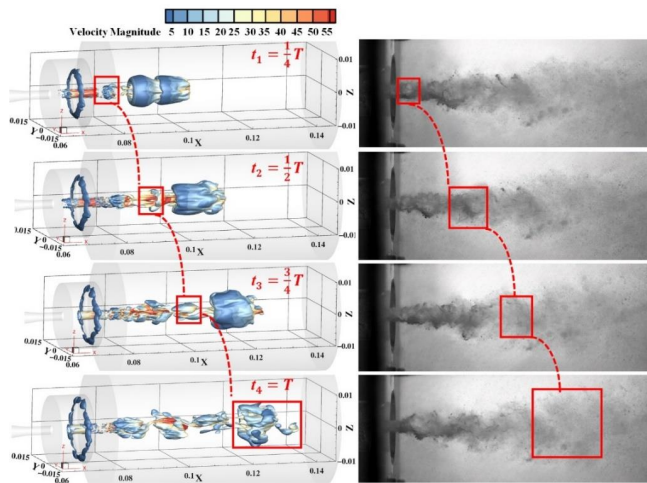 Velocity Magnitude 5 10 15 20 25 30 35 40 45 50 55
t₁ = 1/4 T
0.01
0
Z
-0.01
0.015
Y 0
-0.015
0.06
0.08
X
0.1
0.12
0.14
t₂ = 1/2 T
0.01
0
Z
-0.01
0.015
Y 0
-0.015
0.06
0.08
X
0.1
0.12
0.14
t₃ = 3/4 T
0.01
0
Z
-0.01
0.015
Y 0
-0.015
0.06
0.08
X
0.1
0.12
0.14
t₄ = T
0.01
0
Z
-0.01
0.015
Y 0
-0.015
0.06
0.08
X
0.1
0.12
0.14